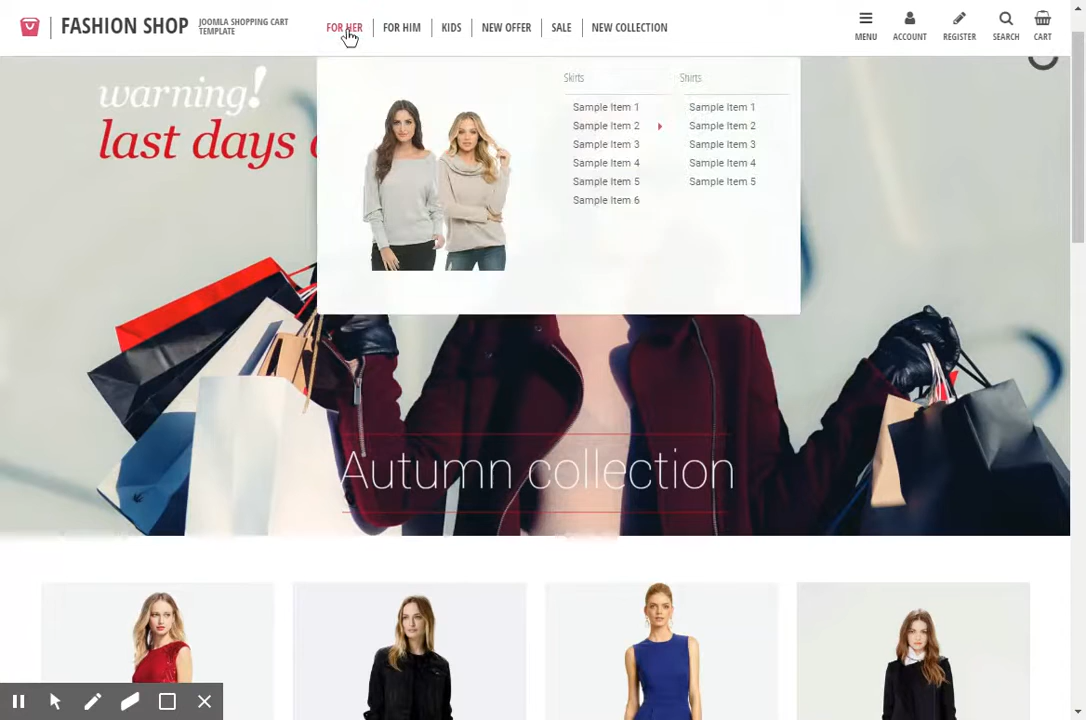 FASHION SHOP
JOOMLA SHOPPING CART
TEMPLATE
FOR HER
FOR HIM
KIDS
NEW OFFER
SALE
NEW COLLECTION
MENU
ACCOUNT
REGISTER
SEARCH
CART
warning!
last days
Skirts
Sample Item 1
Sample Item 2
Sample Item 3
Sample Item 4
Sample Item 5
Sample Item 6
Shirts
Sample Item 1
Sample Item 2
Sample Item 3
Sample Item 4
Sample Item 5
Autumn collection